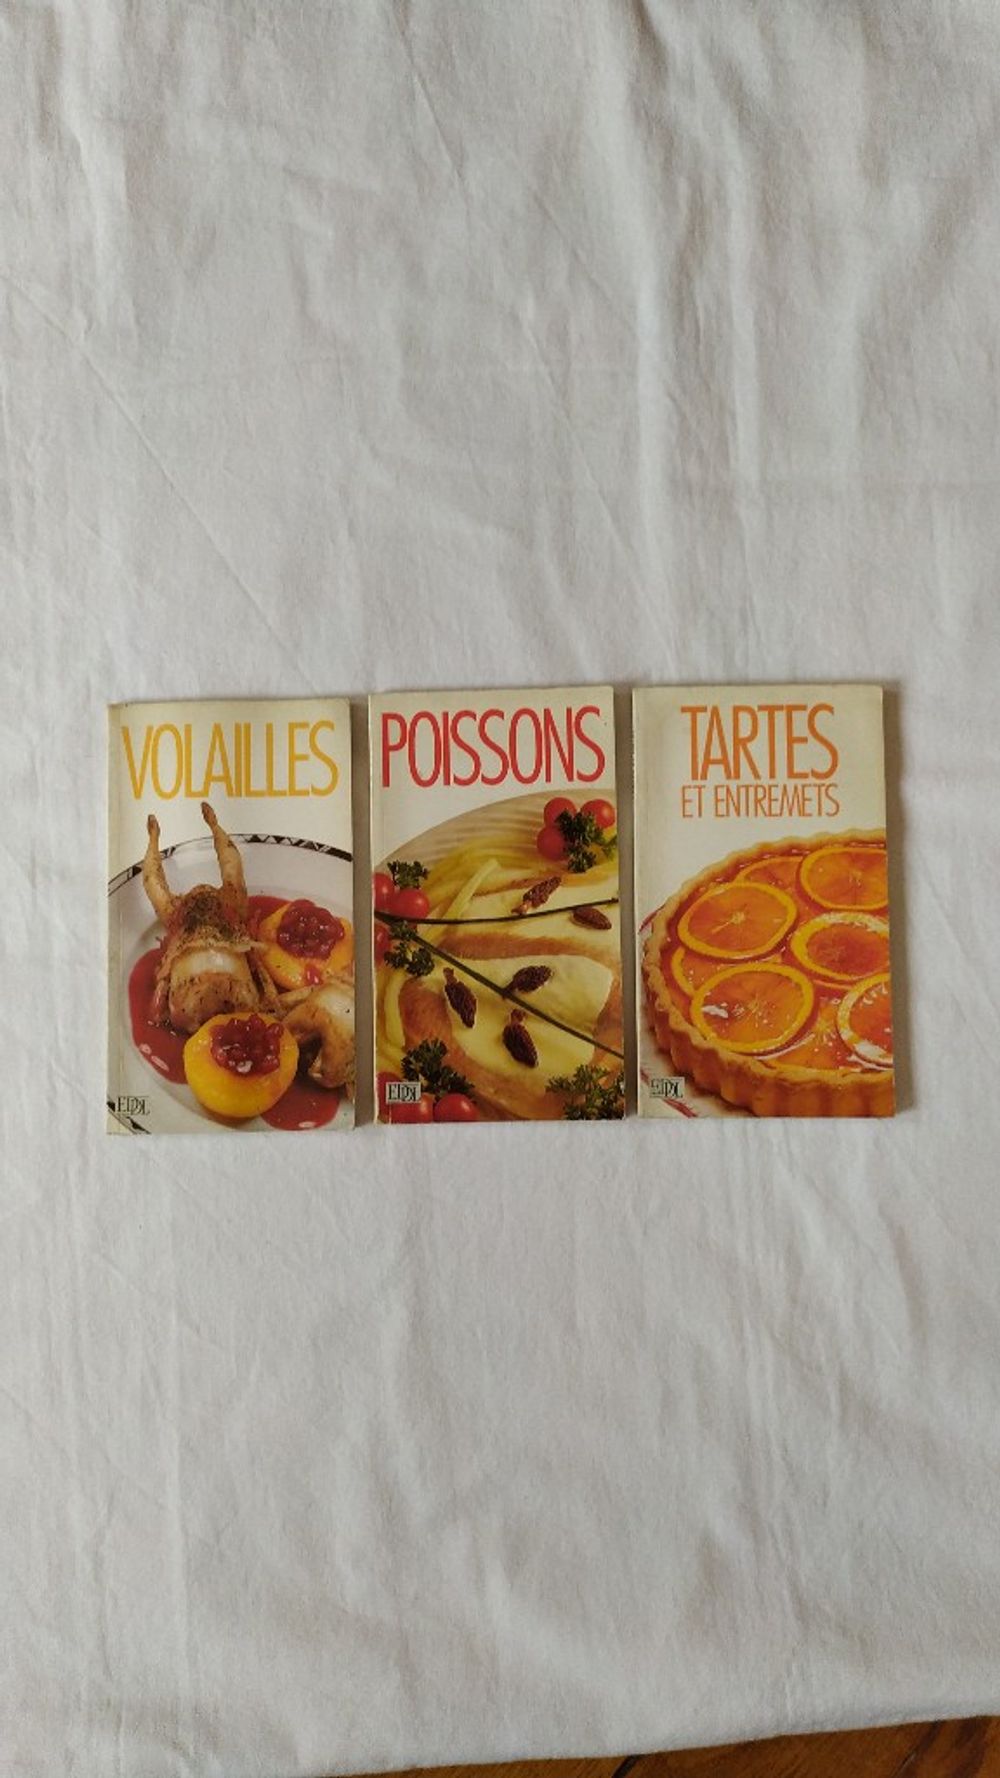 VOLAILLES
EDDL
POISSONS
EDDL
TARTES
ET ENTREMETS
EDDL